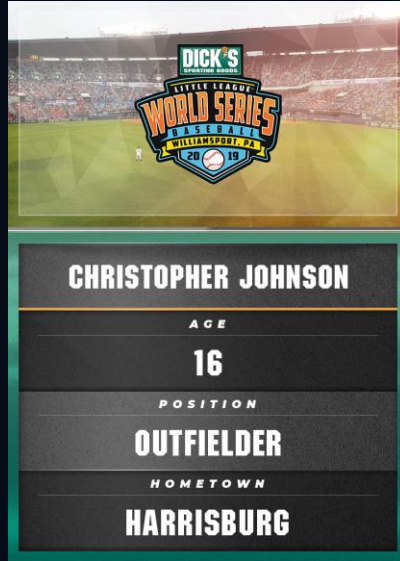 DICK'S
SPORTING GOODS
LITTLE LEAGUE
WORLD SERIES
BASEBALL
WILLIAMSPORT, PA
20 19
CHRISTOPHER JOHNSON
AGE
16
POSITION
OUTFIELDER
HOMETOWN
HARRISBURG